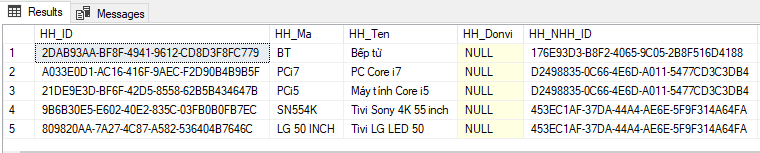 Results Messages
HH_ID HH_Ma HH_Ten HH_Donvi HH_NHH_ID
1 2DAB93AA-BF8F-4941-9612-CD8D3F8FC779 BT Bếp từ NULL 176E93D3-B8F2-4065-9C05-2B8F516D4188
2 A033E0D1-AC16-416F-9AEC-F2D90B4B9B5F PCi7 PC Core i7 NULL D2498835-0C66-4E6D-A011-5477CD3C3DB4
3 21DE9E3D-BF6F-42D5-8558-62B5B434647B PCi5 Máy tính Core i5 NULL D2498835-0C66-4E6D-A011-5477CD3C3DB4
4 9B6B30E5-E602-40E2-835C-03FB0B0FB7EC SN554K Tivi Sony 4K 55 inch NULL 453EC1AF-37DA-44A4-AE6E-5F9F314A64FA
5 809820AA-7A27-4C87-A582-536404B7646C LG 50 INCH Tivi LG LED 50 NULL 453EC1AF-37DA-44A4-AE6E-5F9F314A64FA